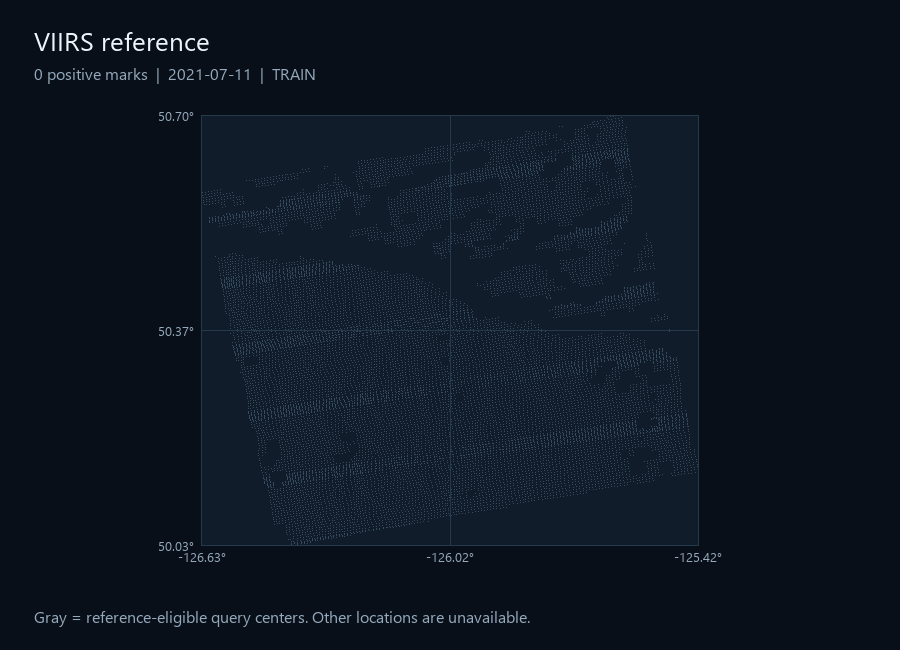 VIIRS reference
0 positive marks | 2021-07-11 | TRAIN
50.70°
50.37°
50.03°
-126.63° -126.02° -125.42°
Gray = reference-eligible query centers. Other locations are unavailable.